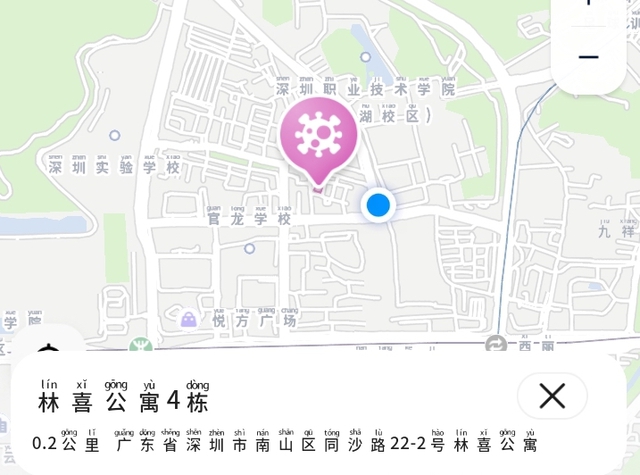 深圳职业技术学院
湖校区)
深圳实验学校
官龙学校
九祥
悦方广场
学院
西丽
林喜公寓4栋
0.2公里 广东省深圳市南山区同沙路22-2号林喜公寓